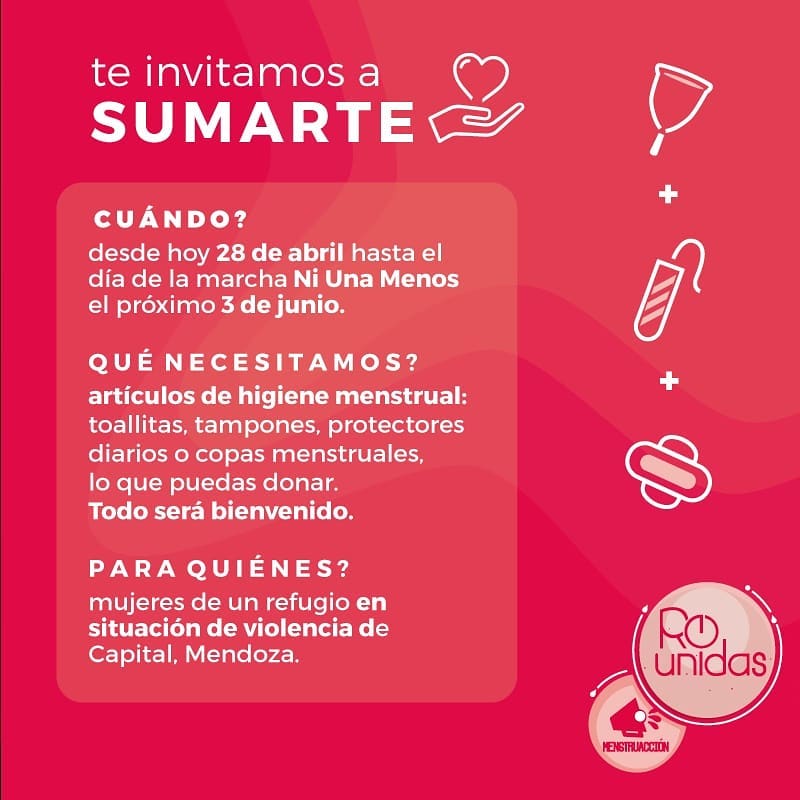 te invitamos a
SUMARTE
CUÁNDO?
desde hoy 28 de abril hasta el
día de la marcha Ni Una Menos
el próximo 3 de junio.
QUÉ NECESITAMOS?
artículos de higiene menstrual:
toallitas, tampones, protectores
diarios o copas menstruales,
lo que puedas donar.
Todo será bienvenido.
PARA QUIÉNES?
mujeres de un refugio en
situación de violencia de
Capital, Mendoza.
+
+
RO
unidas
MENSTRUACCIÓN